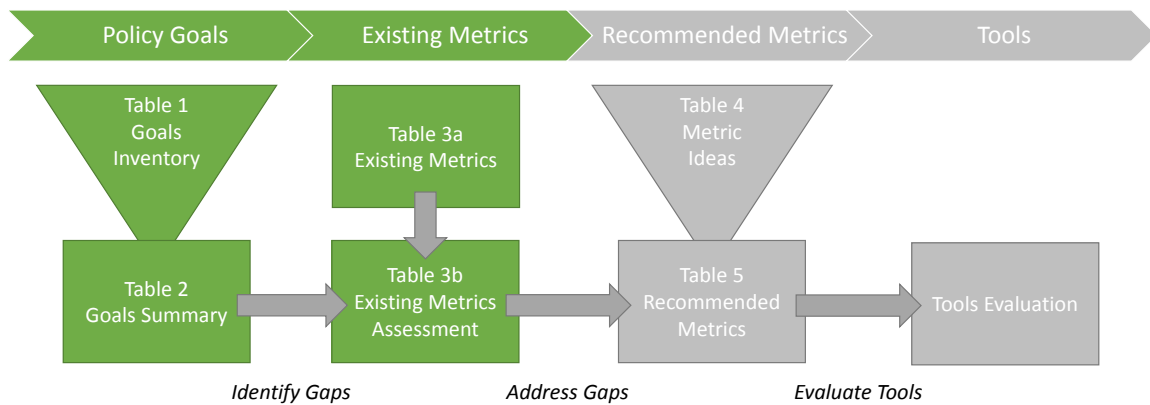 Policy Goals
Existing Metrics
Recommended Metrics
Tools
Table 1
Goals
Inventory
Table 3a
Existing Metrics
Table 4
Metric
Ideas
Table 2
Goals Summary
Table 3b
Existing Metrics
Assessment
Table 5
Recommended
Metrics
Tools Evaluation
Identify Gaps
Address Gaps
Evaluate Tools